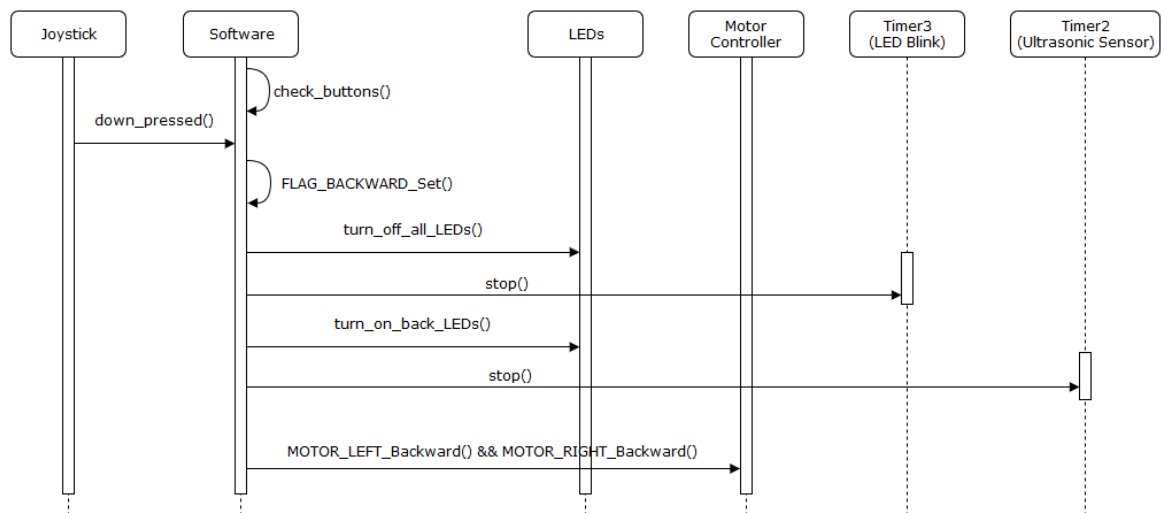 Joystick
Software
LEDs
Motor
Controller
Timer3
(LED Blink)
Timer2
(Ultrasonic Sensor)
check_buttons()
down_pressed()
FLAG_BACKWARD_Set()
turn_off_all_LEDs()
stop()
turn_on_back_LEDs()
stop()
MOTOR_LEFT_Backward() && MOTOR_RIGHT_Backward()